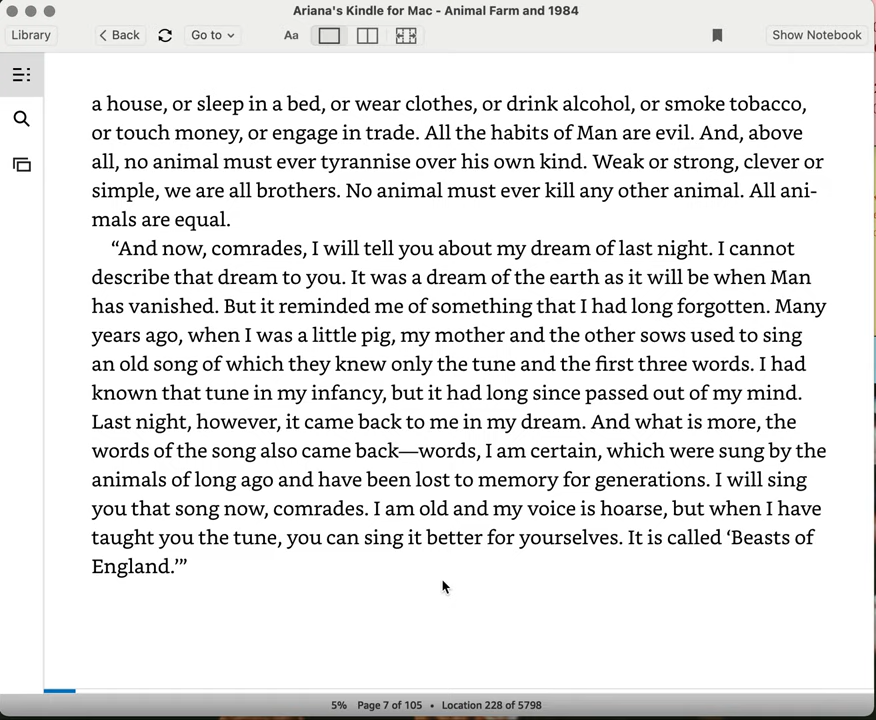 Ariana's Kindle for Mac - Animal Farm and 1984
Library Back Go to Aa Show Notebook
a house, or sleep in a bed, or wear clothes, or drink alcohol, or smoke tobacco,
or touch money, or engage in trade. All the habits of Man are evil. And, above
all, no animal must ever tyrannise over his own kind. Weak or strong, clever or
simple, we are all brothers. No animal must ever kill any other animal. All ani-
mals are equal.
“And now, comrades, I will tell you about my dream of last night. I cannot
describe that dream to you. It was a dream of the earth as it will be when Man
has vanished. But it reminded me of something that I had long forgotten. Many
years ago, when I was a little pig, my mother and the other sows used to sing
an old song of which they knew only the tune and the first three words. I had
known that tune in my infancy, but it had long since passed out of my mind.
Last night, however, it came back to me in my dream. And what is more, the
words of the song also came back—words, I am certain, which were sung by the
animals of long ago and have been lost to memory for generations. I will sing
you that song now, comrades. I am old and my voice is hoarse, but when I have
taught you the tune, you can sing it better for yourselves. It is called ‘Beasts of
England.’”
5% Page 7 of 105 • Location 228 of 5798